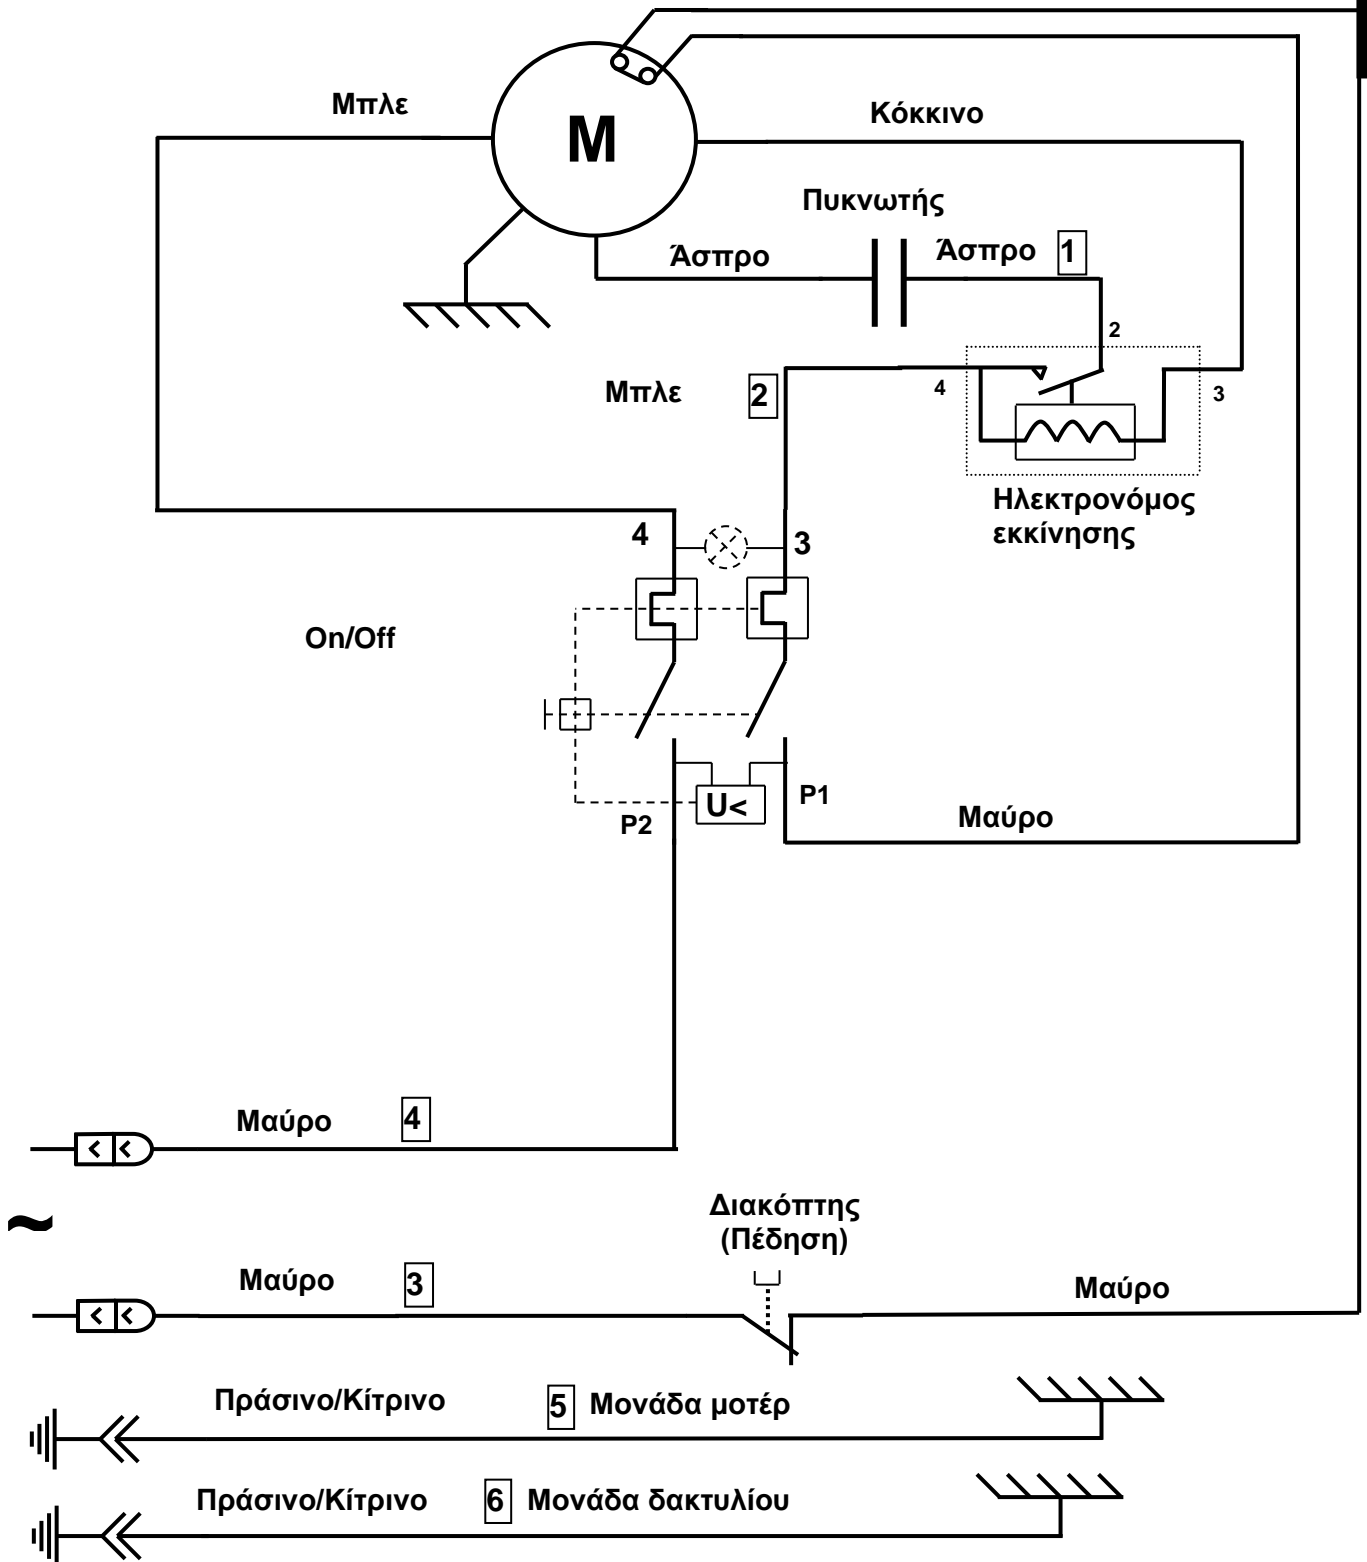 Μπλε
M
Κόκκινο
Πυκνωτής
Άσπρο
Άσπρο 1
2
Μπλε 2
4
3
Ηλεκτρονόμος
εκκίνησης
4
3
On/Off
U<
P1
P2
Μαύρο
Μαύρο 4
~
Διακόπτης
(Πέδηση)
Μαύρο 3
Μαύρο
Πράσινο/Κίτρινο 5 Μονάδα μοτέρ
Πράσινο/Κίτρινο 6 Μονάδα δακτυλίου